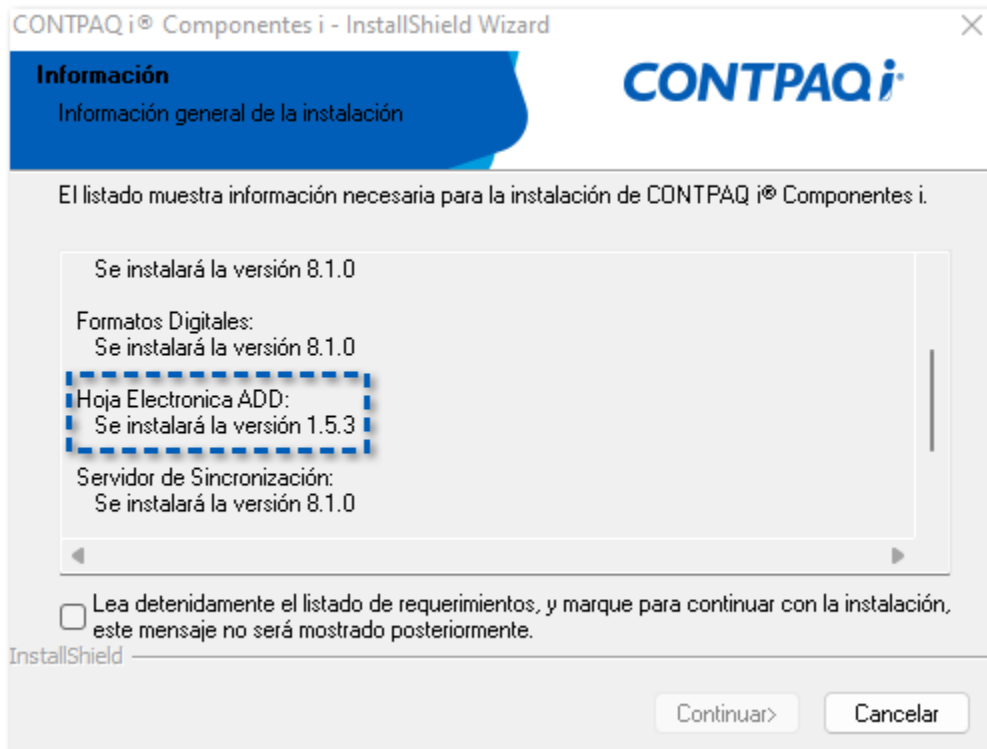 CONTPAQ i® Componentes i - InstallShield Wizard
Información
Información general de la instalación
CONTPAQi®
El listado muestra información necesaria para la instalación de CONTPAQ i® Componentes i.
Se instalará la versión 8.1.0
Formatos Digitales:
Se instalará la versión 8.1.0
Hoja Electronica ADD:
Se instalará la versión 1.5.3
Servidor de Sincronización:
Se instalará la versión 8.1.0
Lea detenidamente el listado de requerimientos, y marque para continuar con la instalación,
este mensaje no será mostrado posteriormente.
InstallShield
Continuar>
Cancelar